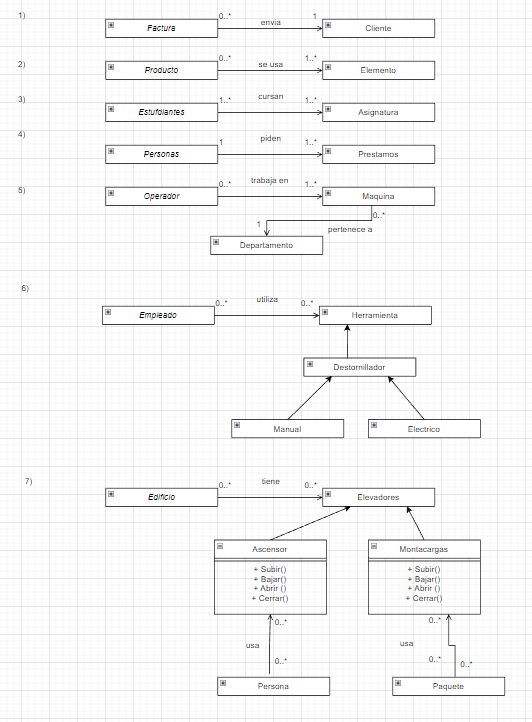 1)
0..*
envia
1
Factura
Cliente
2)
0..*
se usa
1..*
Producto
Elemento
3)
1..*
cursan
1..*
Estufdiantes
Asignatura
4)
1
piden
1..*
Personas
Prestamos
5)
0..*
trabaja en
1..*
Operador
Maquina
0..*
1
pertenece a
Departamento
6)
0..*
utiliza
0..*
Empleado
Herramienta
Destornillador
Manual
Electrico
7)
0..*
tiene
0..*
Edificio
Elevadores
Ascensor
+ Subir()
+ Bajar()
+ Abrir ()
+ Cerrar()
Montacargas
+ Subir()
+ Bajar()
+ Abrir ()
+ Cerrar()
0..*
usa
0..*
0..*
usa
0..*
0..*
Persona
Paquete